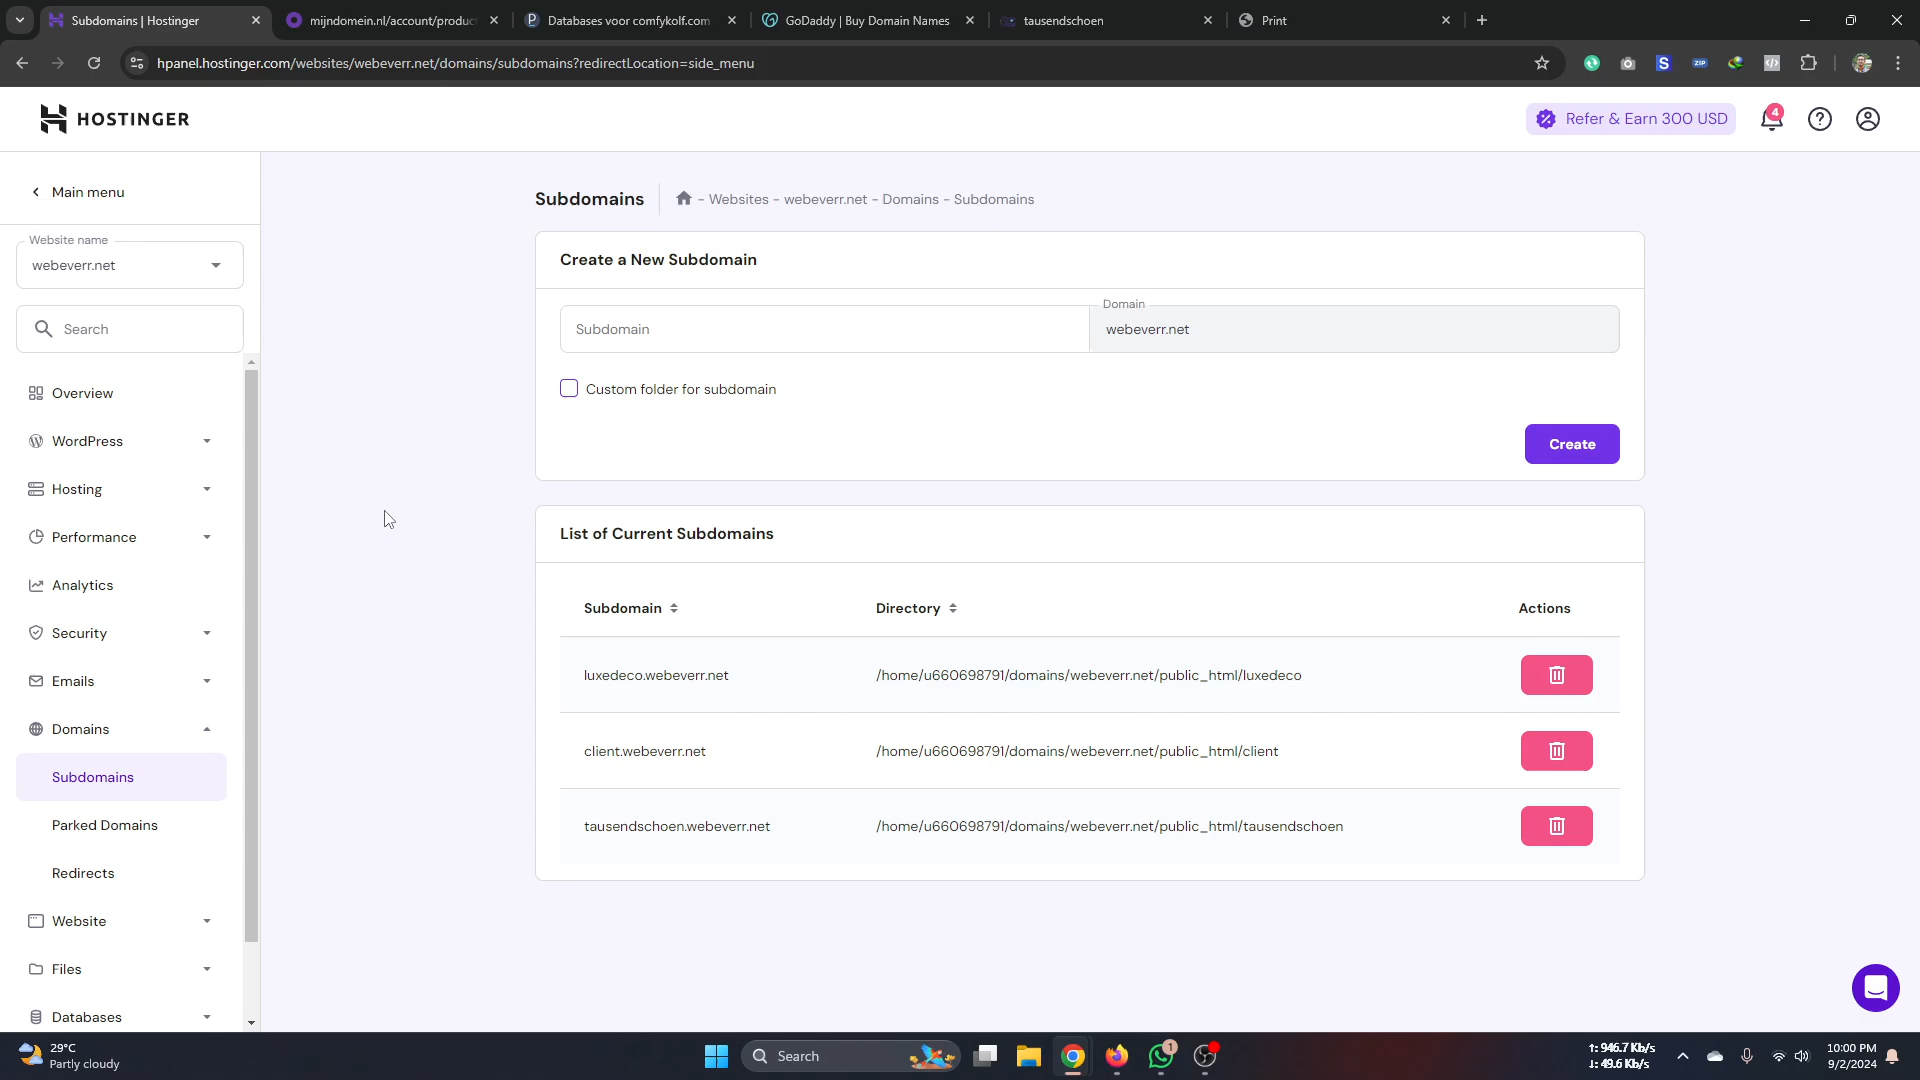 Subdomains | Hostinger
mijndomein.nl/account/produc
Databases voor comfykolf.com
GoDaddy | Buy Domain Names
tausendschoen
Print
hpanel.hostinger.com/websites/webeverr.net/domains/subdomains?redirectLocation=side_menu
HOSTINGER
Refer & Earn 300 USD
4
Main menu
Website name
webeverr.net
Search
Overview
WordPress
Hosting
Performance
Analytics
Security
Emails
Domains
Subdomains
Parked Domains
Redirects
Website
Files
Databases
Subdomains
- Websites - webeverr.net - Domains - Subdomains
Create a New Subdomain
Subdomain
Domain
webeverr.net
Custom folder for subdomain
Create
List of Current Subdomains
Subdomain Directory Actions
luxedeco.webeverr.net /home/u660698791/domains/webeverr.net/public_html/luxedeco
client.webeverr.net /home/u660698791/domains/webeverr.net/public_html/client
tausendschoen.webeverr.net /home/u660698791/domains/webeverr.net/public_html/tausendschoen
29°C
Partly cloudy
Search
1
↑: 946.7 Kb/s
↓: 49.6 Kb/s
10:00 PM
9/2/2024